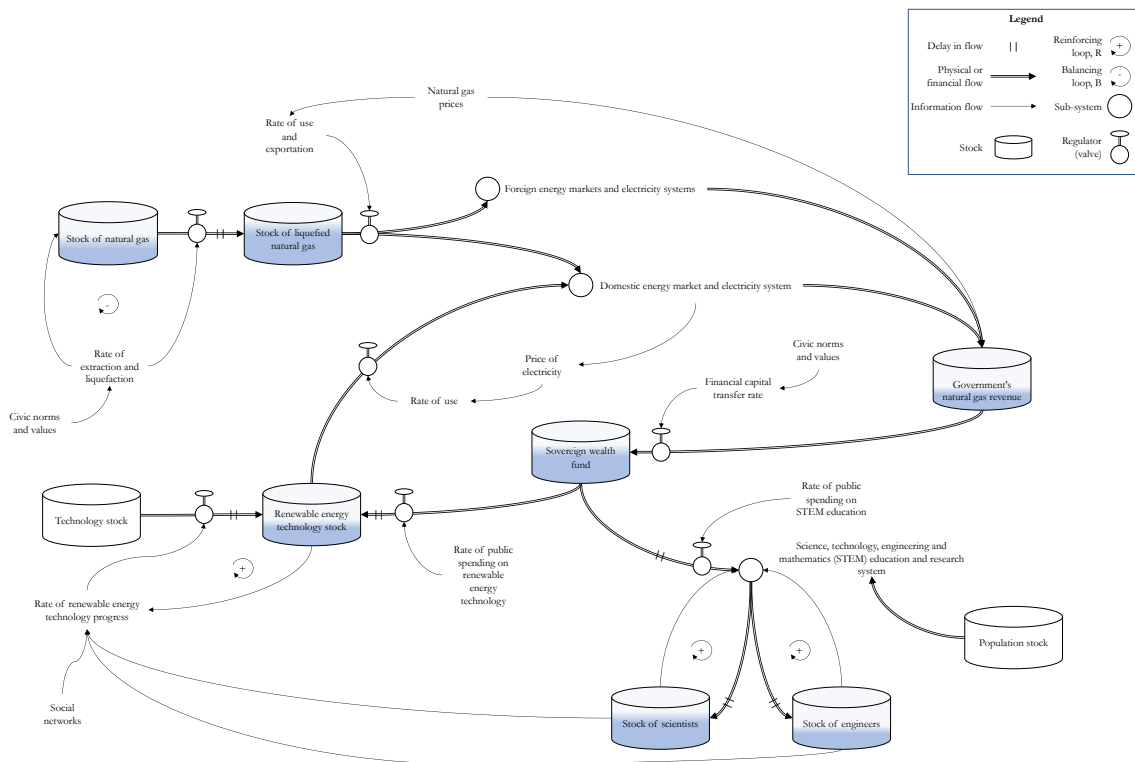 Legend
Delay in flow
Reinforcing
loop, R
+
Physical or
financial flow
Balancing
loop, B
-
Information flow
Sub-system
Stock
Regulator
(valve)
Natural gas
prices
Rate of use
and
exportation
Foreign energy markets and electricity systems
Stock of natural gas
Stock of liquefied
natural gas
Domestic energy market and electricity system
-
Rate of
extraction and
liquefaction
Civic norms
and values
Price of
electricity
Rate of use
Civic norms
and values
Financial capital
transfer rate
Government's
natural gas revenue
Sovereign wealth
fund
Technology stock
Renewable energy
technology stock
Rate of public
spending on
STEM education
Rate of public
spending on
renewable
energy
technology
Science, technology, engineering and
mathematics (STEM) education and research
system
+
Rate of renewable energy
technology progress
Population stock
+
+
Social
networks
Stock of scientists
Stock of engineers